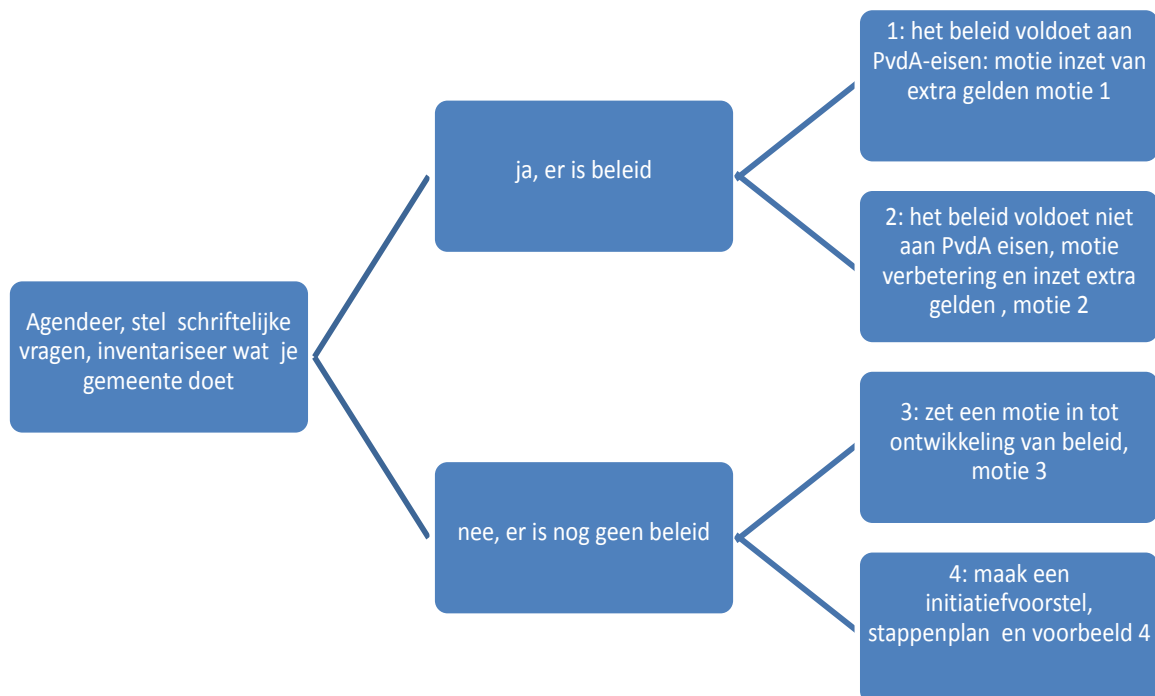 Agendeer, stel schriftelijke
vragen, inventariseer wat je
gemeente doet
ja, er is beleid
1: het beleid voldoet aan
PvdA-eisen: motie inzet van
extra gelden motie 1
2: het beleid voldoet niet
aan PvdA eisen, motie
verbetering en inzet extra
gelden , motie 2
nee, er is nog geen beleid
3: zet een motie in tot
ontwikkeling van beleid,
motie 3
4: maak een
initiatiefvoorstel,
stappenplan en voorbeeld 4